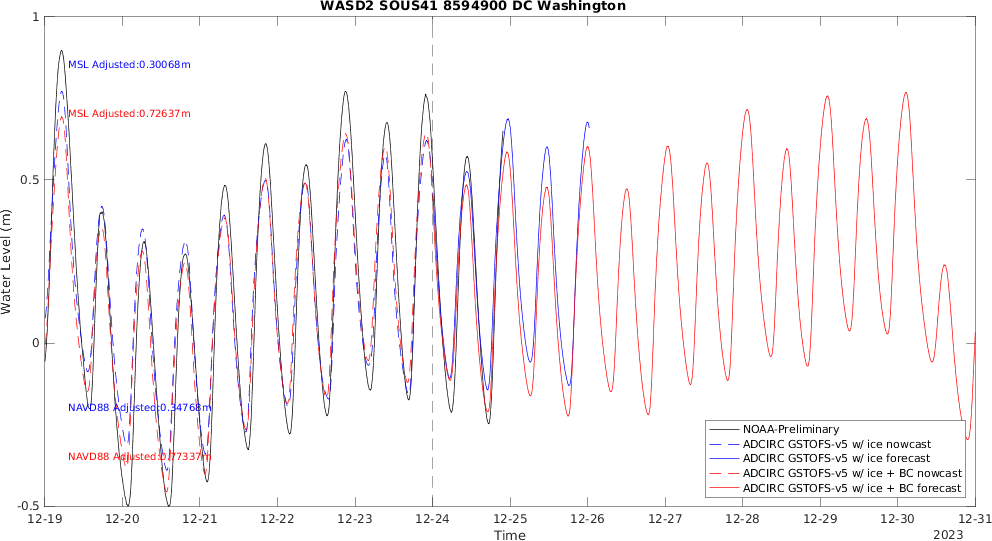 WASD2 SOUS41 8594900 DC Washington
1
MSL Adjusted:0.30068m
MSL Adjusted:0.72637m
0.5
Water Level (m)
0
NAVD88 Adjusted:0.34768m
NAVD88 Adjusted:0.77337m
NOAA-Preliminary
ADCIRC GSTOFS-v5 w/ ice nowcast
ADCIRC GSTOFS-v5 w/ ice forecast
ADCIRC GSTOFS-v5 w/ ice + BC nowcast
ADCIRC GSTOFS-v5 w/ ice + BC forecast
-0.5
12-19 12-20 12-21 12-22 12-23 12-24 12-25 12-26 12-27 12-28 12-29 12-30 12-31
Time
2023